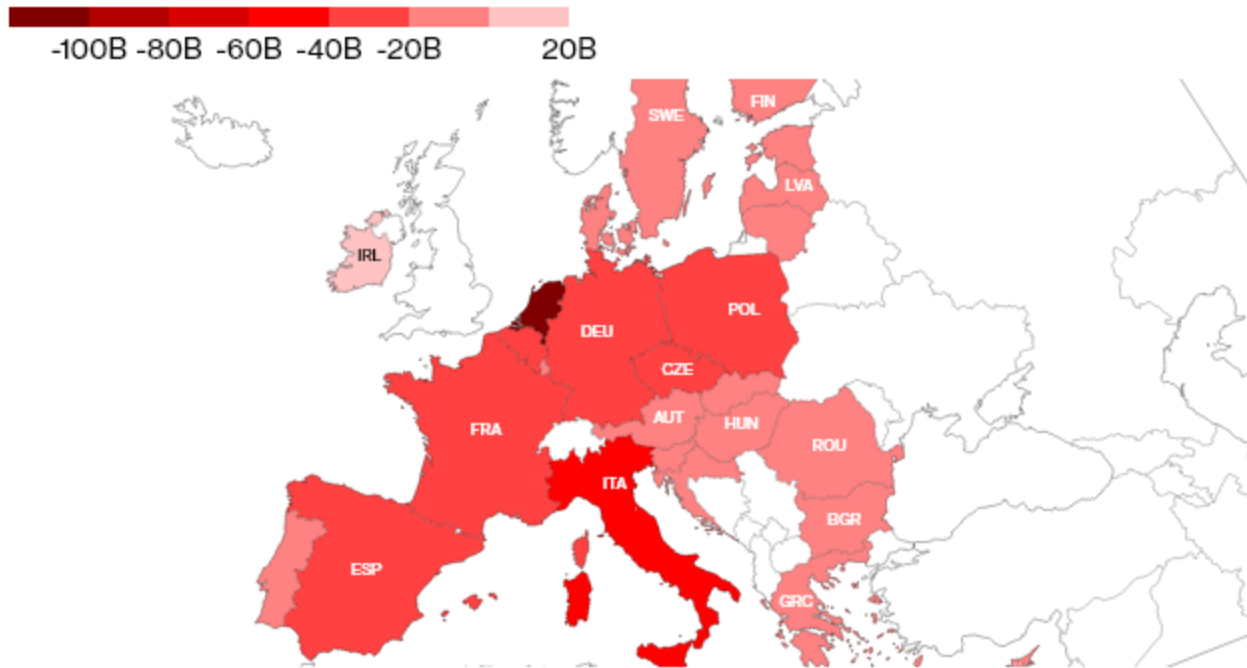 -100B -80B -60B -40B -20B 20B
SWE
FIN
LVA
IRL
POL
DEU
CZE
AUT
HUN
FRA
ROU
ITA
BGR
ESP
GRC